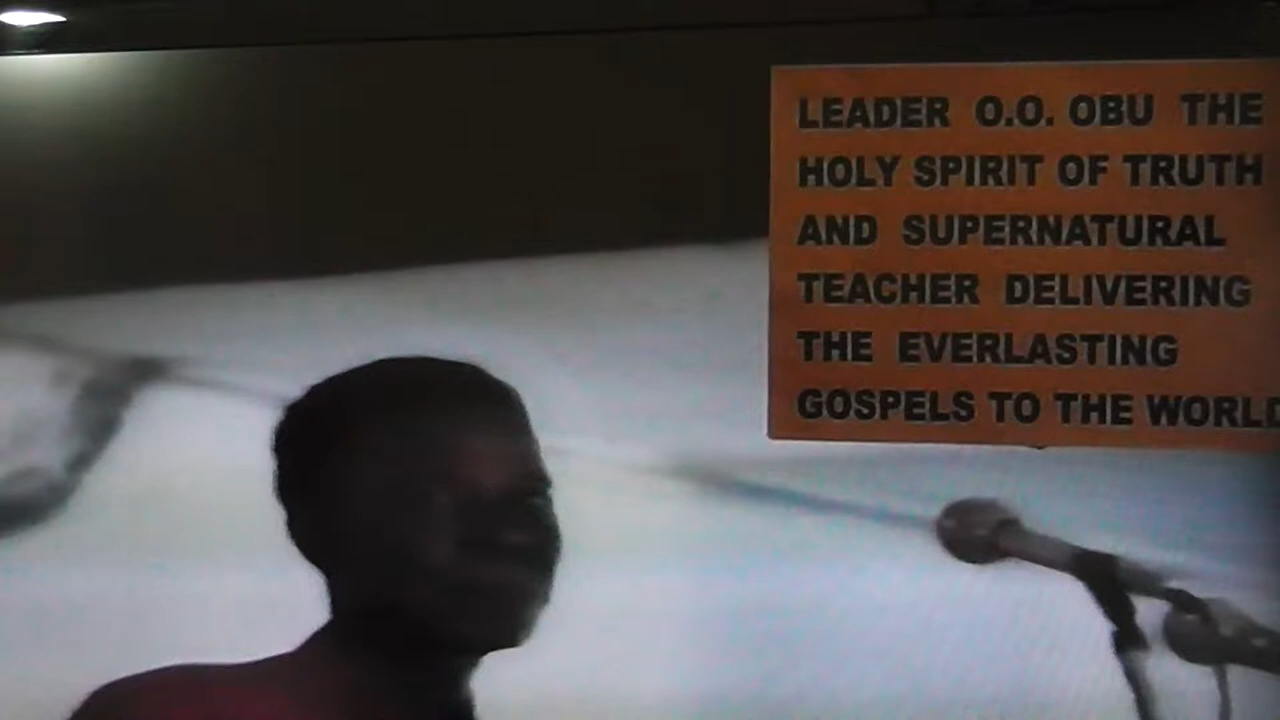 LEADER O.O. OBU THE
HOLY SPIRIT OF TRUTH
AND SUPERNATURAL
TEACHER DELIVERING
THE EVERLASTING
GOSPELS TO THE WORLD